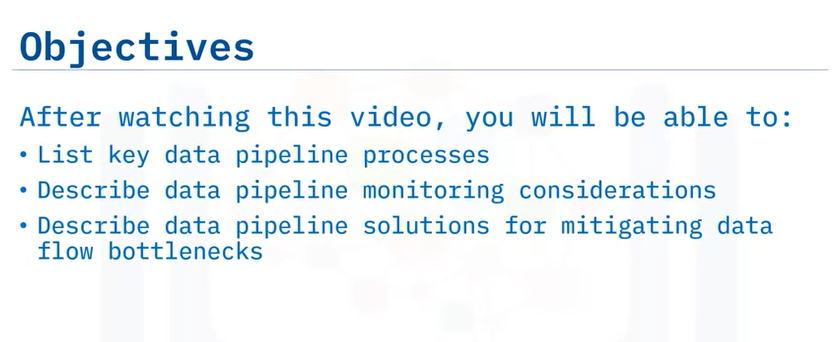 Objectives
After watching this video, you will be able to:
• List key data pipeline processes
• Describe data pipeline monitoring considerations
• Describe data pipeline solutions for mitigating data
flow bottlenecks